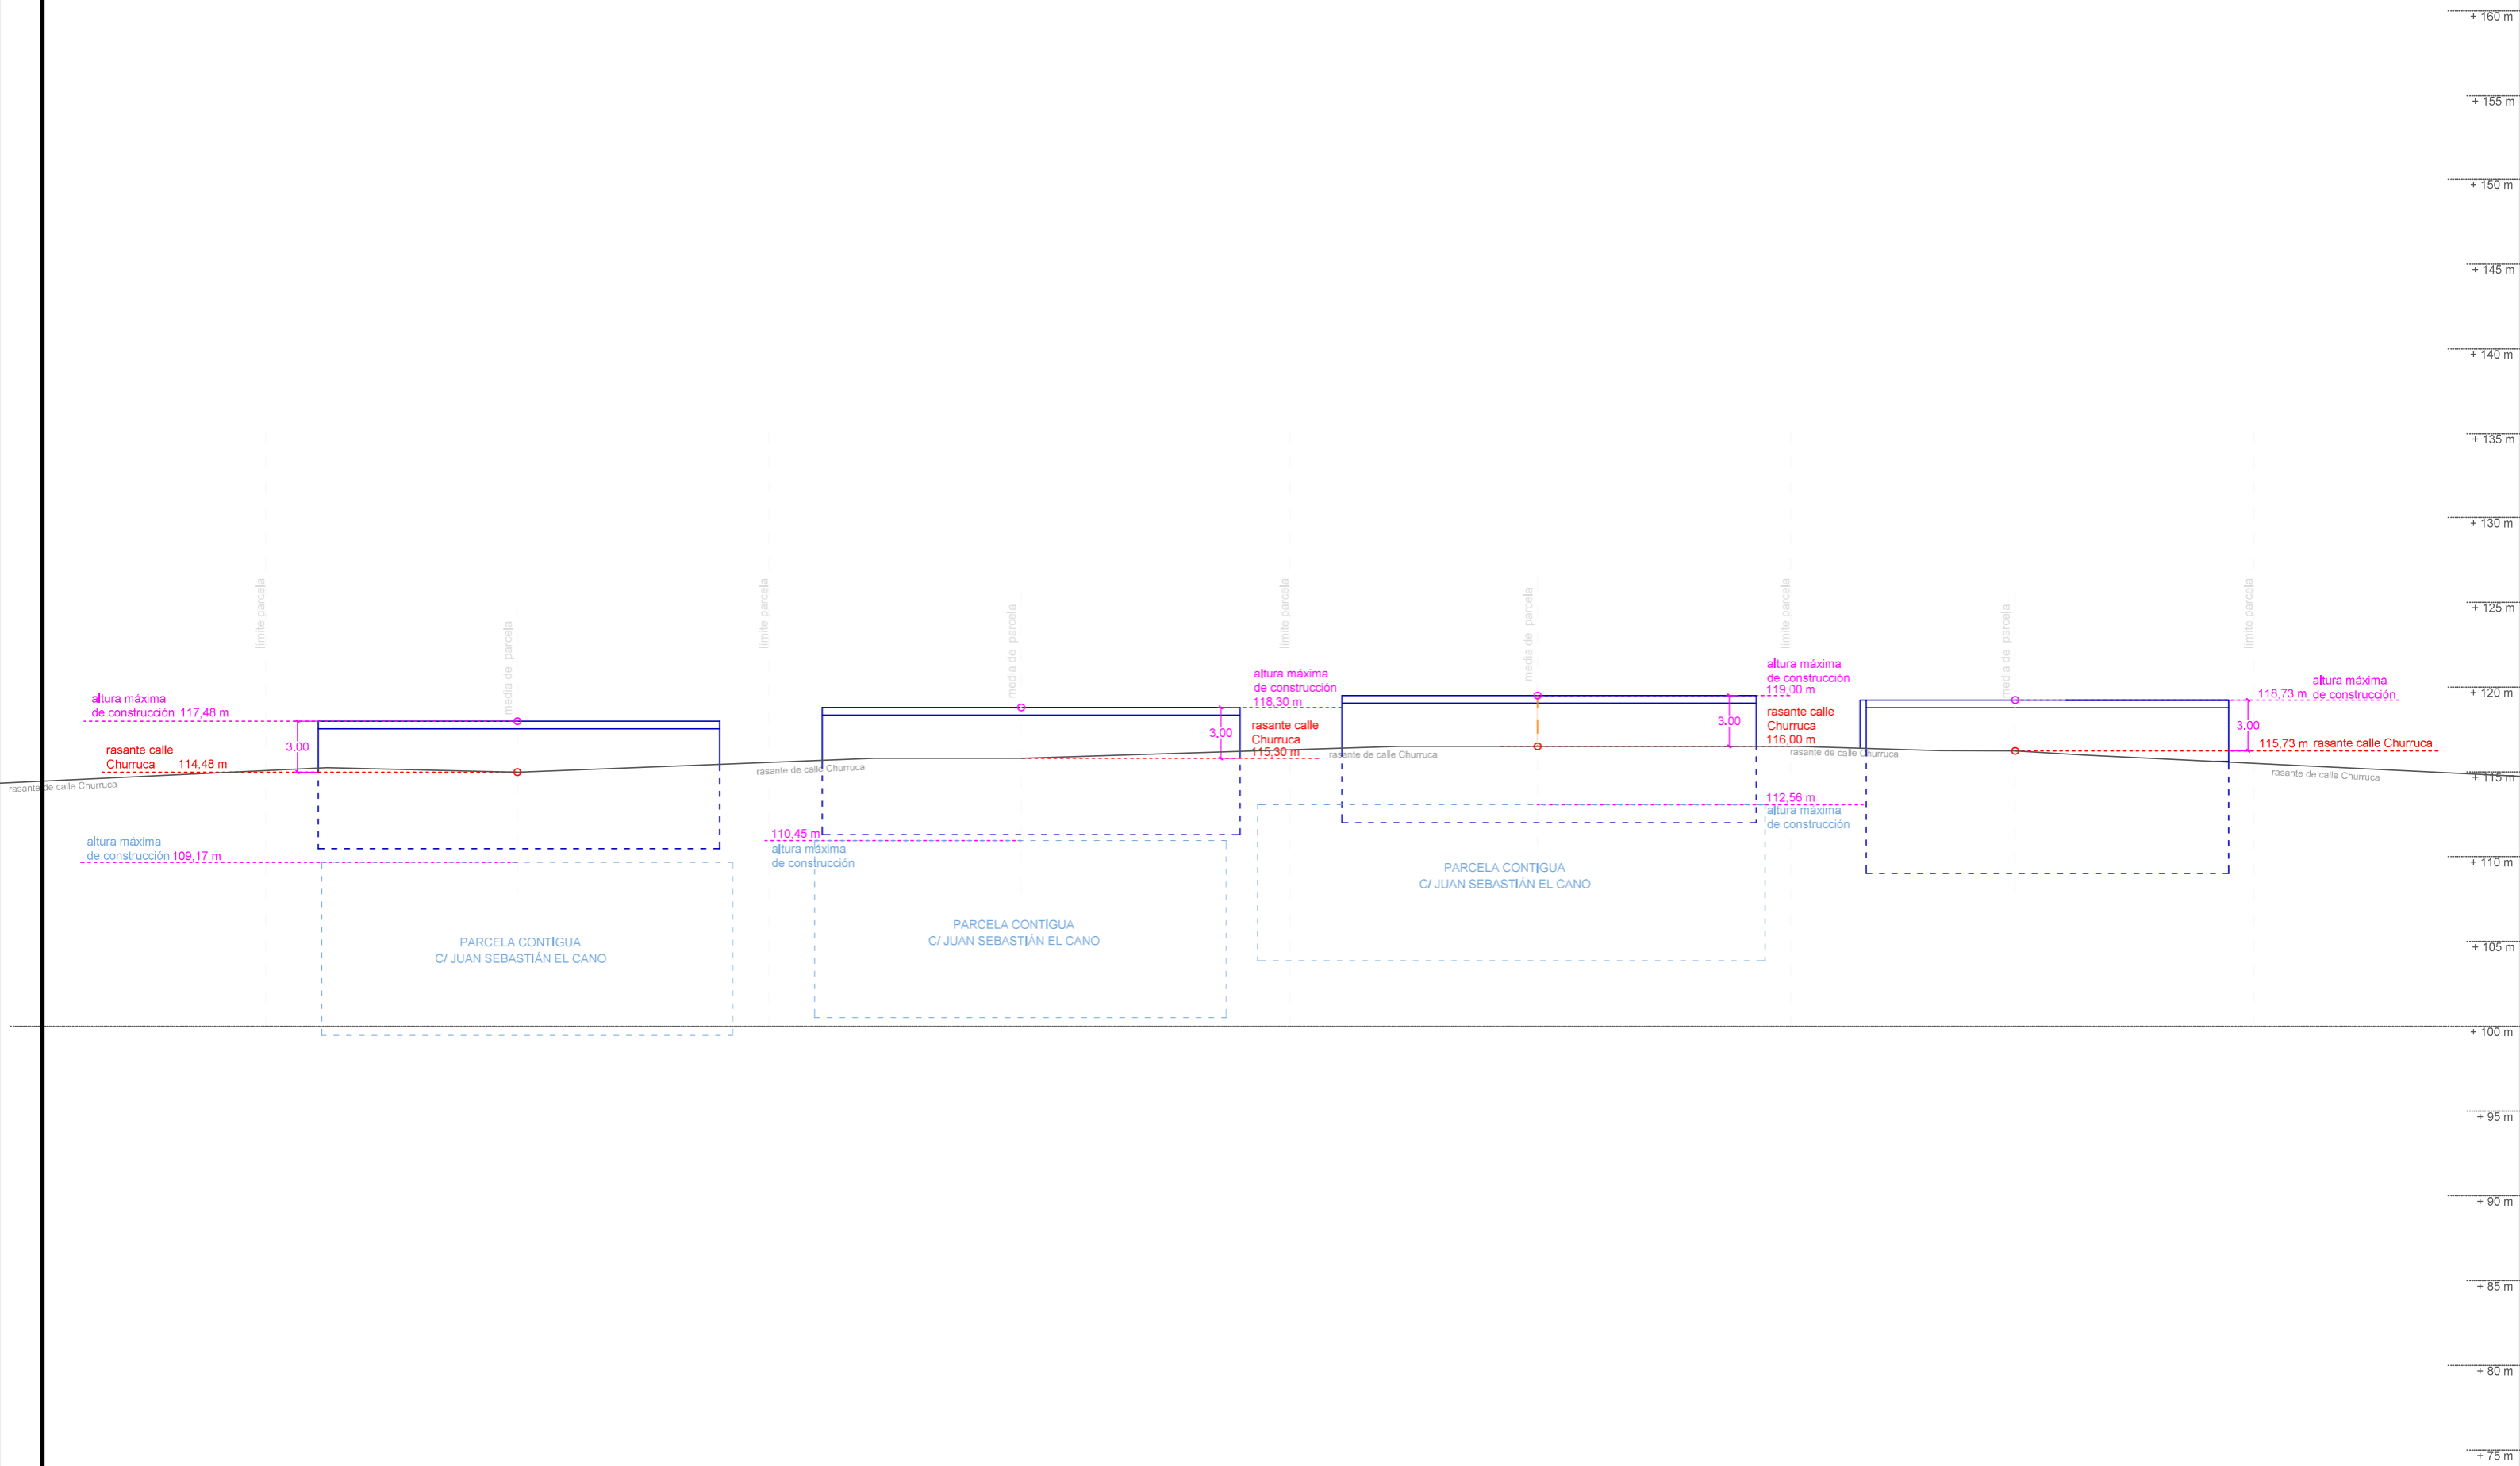 + 160 m
+ 155 m
+ 150 m
+ 145 m
+ 140 m
+ 135 m
+ 130 m
+ 125 m
+ 120 m
+ 115 m
+ 110 m
+ 105 m
+ 100 m
+ 95 m
+ 90 m
+ 85 m
+ 80 m
+ 75 m
límite parcela
media de parcela
límite parcela
media de parcela
límite parcela
media de parcela
límite parcela
media de parcela
límite parcela
altura máxima
de construcción 117,48 m
3.00
rasante calle
Churruca 114,48 m
rasante de calle Churruca
altura máxima
de construcción 109,17 m
PARCELA CONTIGUA
C/ JUAN SEBASTIÁN EL CANO
rasante de calle Churruca
altura máxima
de construcción
118,30 m
3.00
rasante calle
Churruca
115,30 m
110,45 m
altura máxima
de construcción
PARCELA CONTIGUA
C/ JUAN SEBASTIÁN EL CANO
rasante de calle Churruca
altura máxima
de construcción
119,00 m
3.00
rasante calle
Churruca
116,00 m
rasante de calle Churruca
112,56 m
altura máxima
de construcción
PARCELA CONTIGUA
C/ JUAN SEBASTIÁN EL CANO
altura máxima
118,73 m de construcción
3.00
115,73 m rasante calle Churruca
rasante de calle Churruca